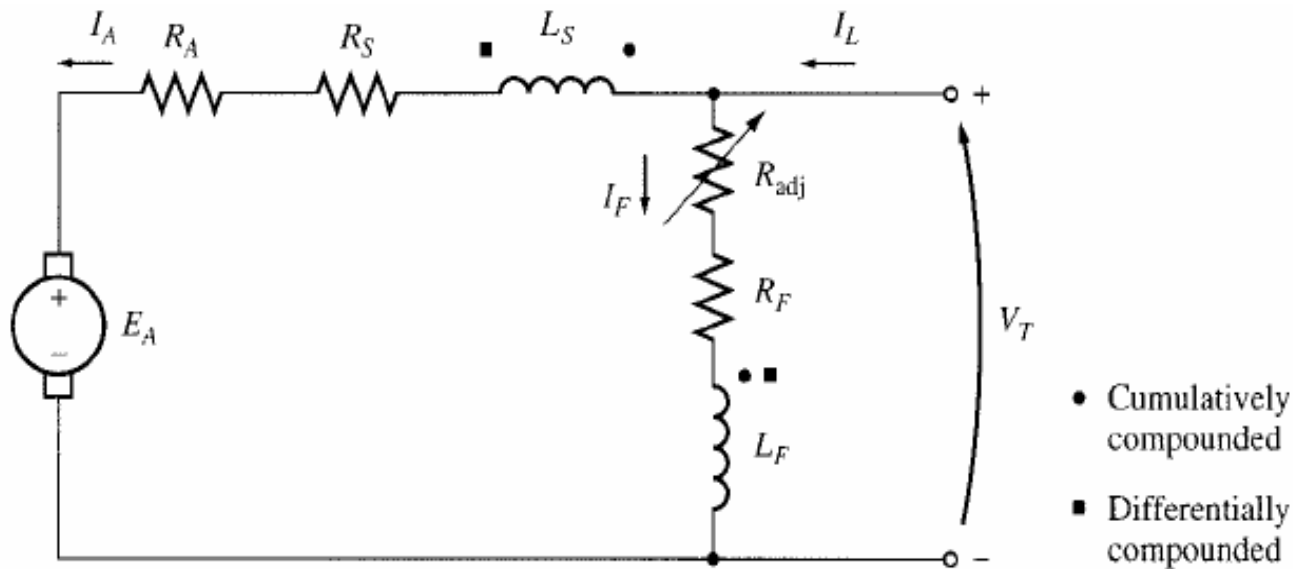 I_A
R_A
R_S
L_S
I_L
+
I_F
R_adj
+
E_A
−
R_F
V_T
L_F
● Cumulatively
compounded
■ Differentially
compounded
−